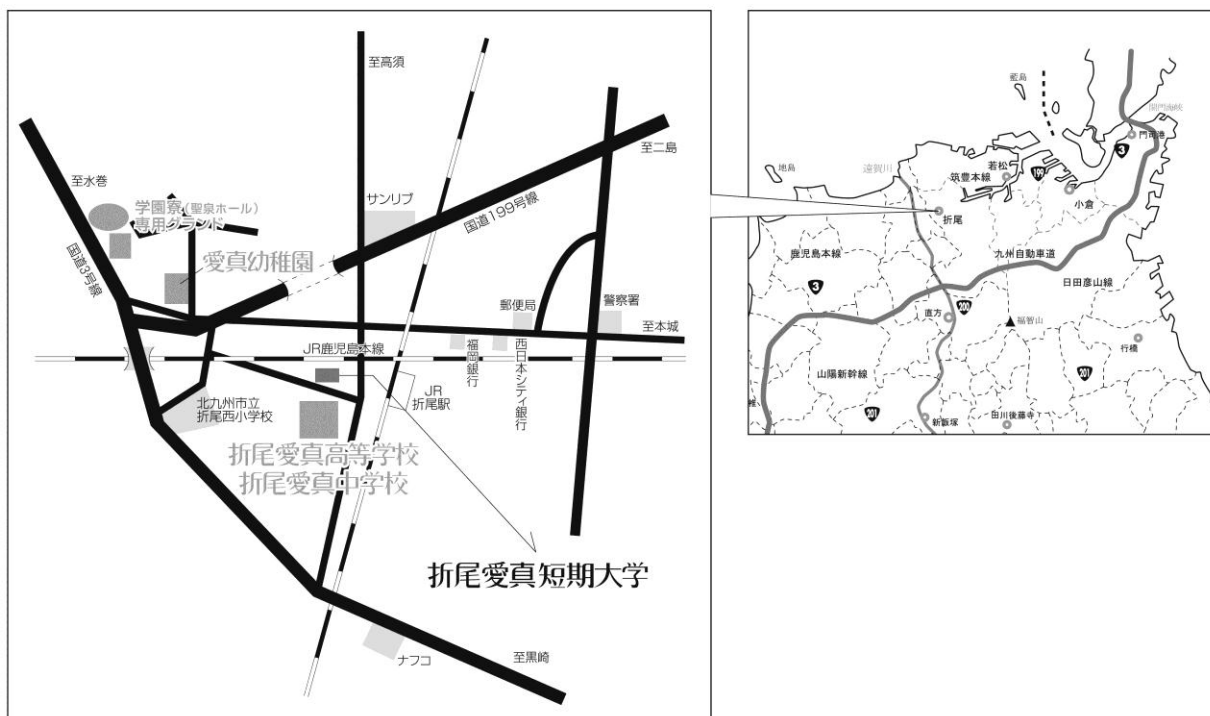 至高須
至水巻
至二島
サンリブ
学園寮(聖泉ホール)
専用グランド
国道199号線
国道3号線
愛真幼稚園
郵便局
警察署
至本城
JR鹿児島本線
福岡銀行
西日本シティ銀行
JR
折尾駅
北九州市立
折尾西小学校
折尾愛真高等学校
折尾愛真中学校
折尾愛真短期大学
ナフコ
至黒崎
藍島
関門海峡
門司港
3
地島
遠賀川
若松
筑豊本線
199
小倉
折尾
鹿児島本線
九州自動車道
3
日田彦山線
200
直方
福智山
行橋
山陽新幹線
201
201
新飯塚
田川後藤寺